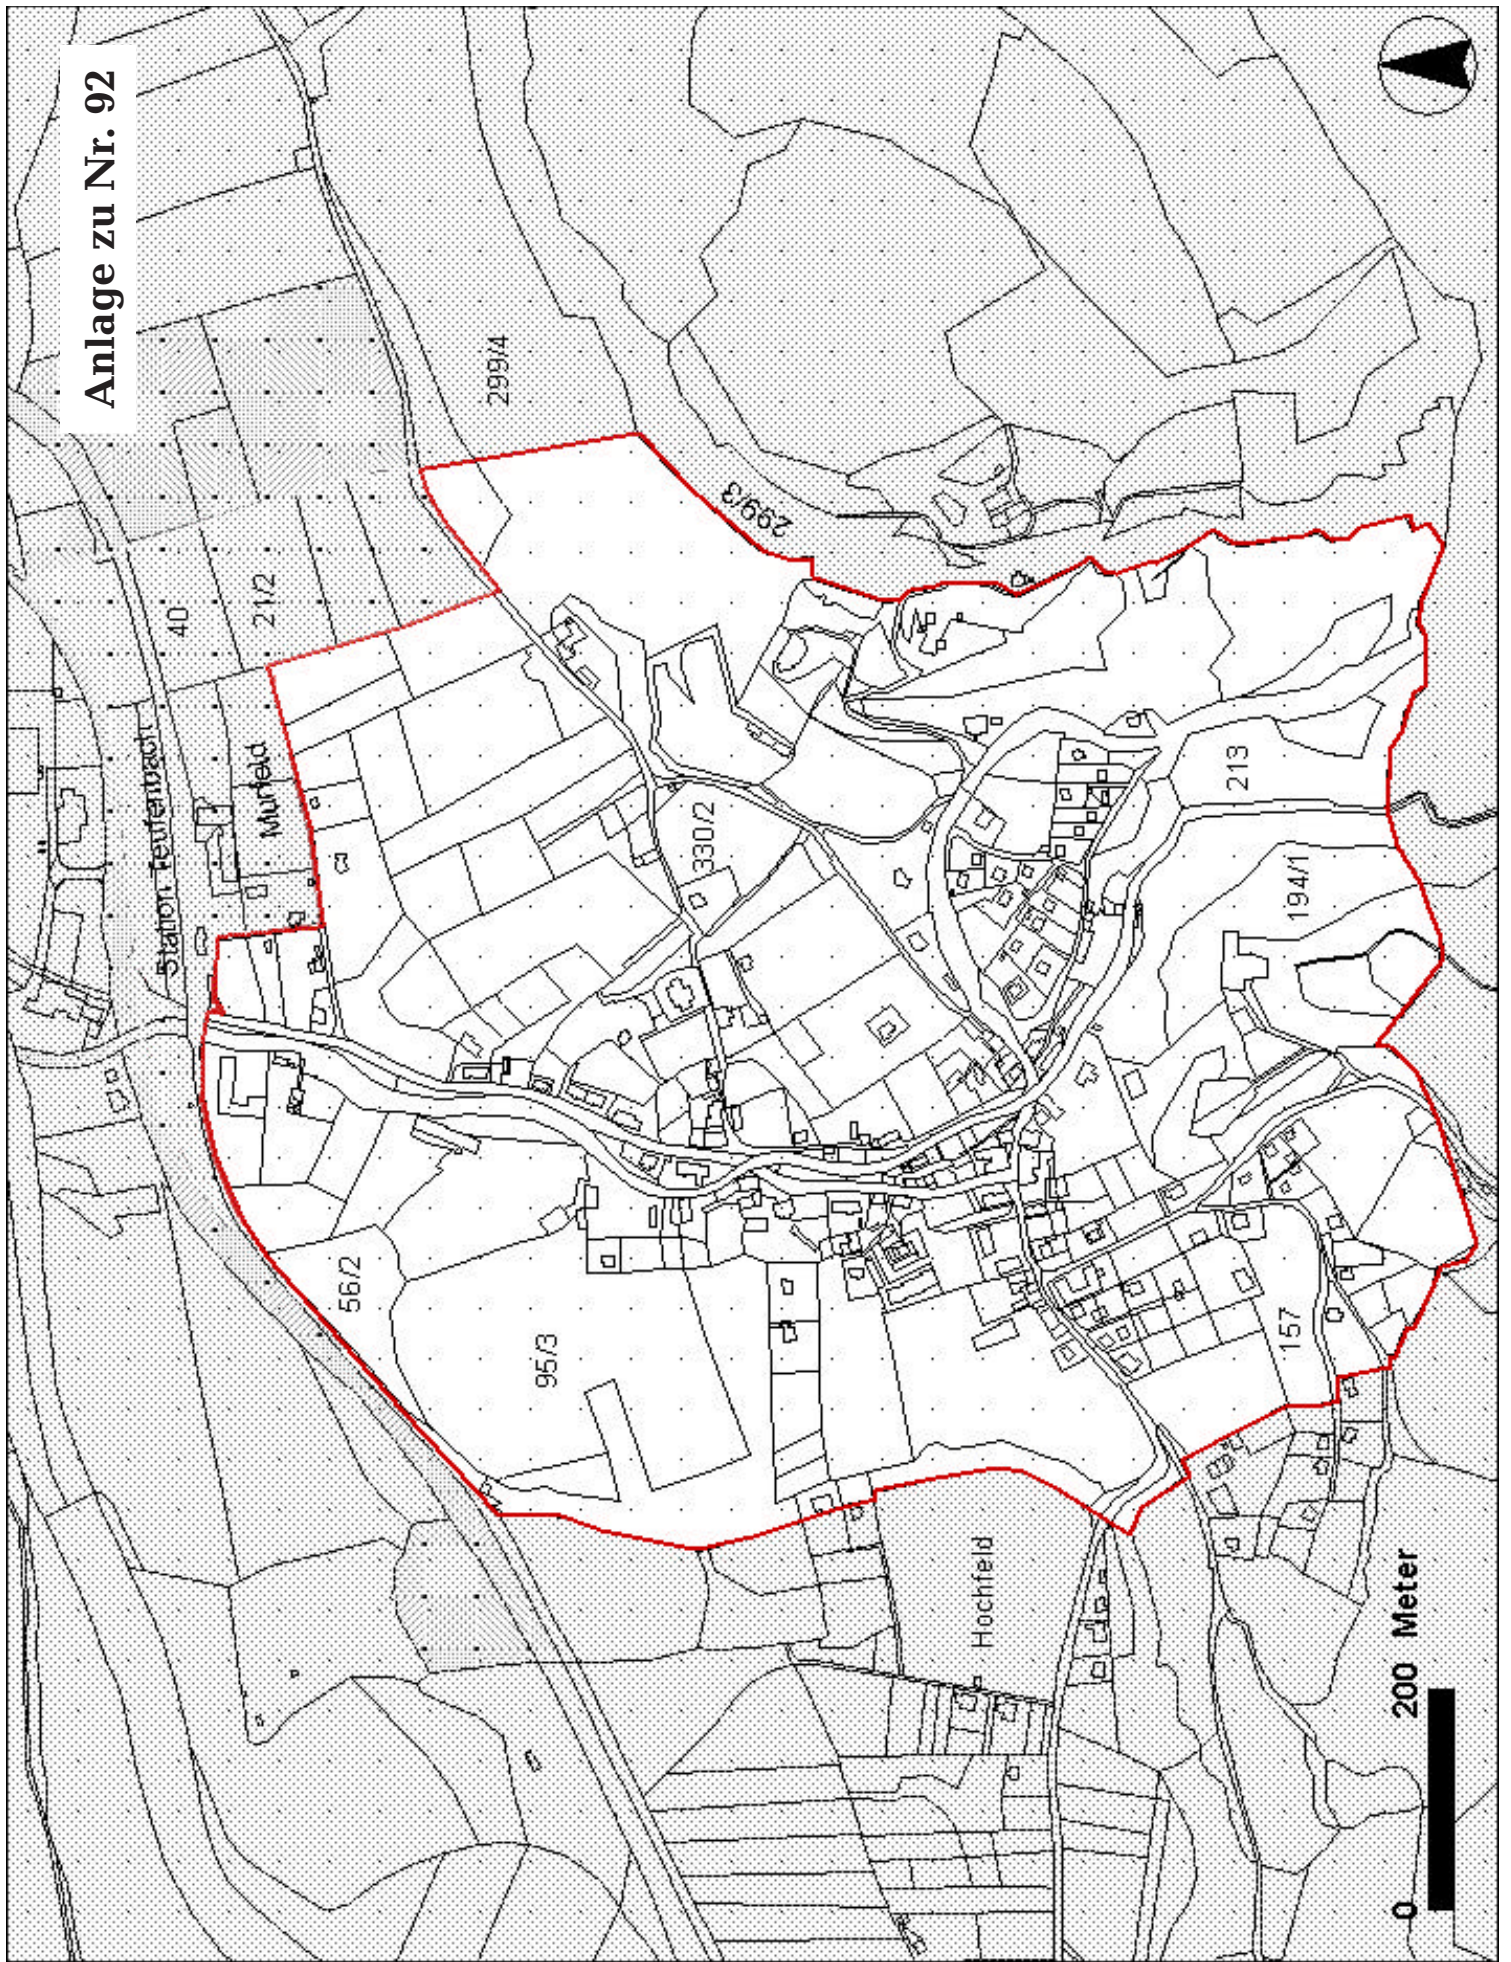 Anlage zu Nr. 92
Station Teufenbach
40
21/2
Murfeld
299/4
299/3
56/2
95/3
330/2
213
194/1
157
Hochfeld
0 200 Meter